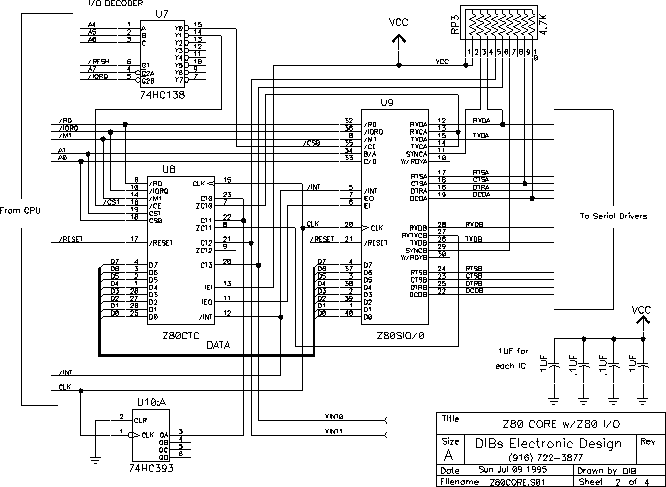 I/O DECODER
U7
A4 1 A Y0 15
A5 2 B Y1 14
A6 3 C Y2 13
Y3 12
Y4 11
/RFSH 6 G1 Y5 10
A7 4 G2A Y6 9
/IORQ 5 G2B Y7 7
74HC138
VCC
RP3
4.7K
1 2 3 4 5 6 7 8 9 1 0
VCC
U9
/RD 32 /RD RXDA 12 RXDA
/IORQ 36 /IORQ RXCA 13
/M1 8 /M1 TXDA 15 TXDA
/CS0 35 /CE TXCA 14
A1 34 B/A SYNCA 11
A0 33 C/D W/RDYA 10
RTSA 17 RTSA
/INT 5 /INT CTSA 18 CTSA
7 IEO DTRA 16 DTRA
6 EI DCDA 19 DCDA
CLK 20 CLK RXDB 28 RXDB
RXTXCB 27
/RESET 21 /RESET TXDB 26 TXDB
SYNCB 29
W/RDYB 30
D7 4 D7
D6 37 D6 RTSB 24 RTSB
D5 3 D5 CTSB 23 CTSB
D4 38 D4 DTRB 25 DTRB
D3 2 D3 DCDB 22 DCDB
D2 39 D2
D1 1 D1
D0 40 D0
Z80SIO/0
To Serial Drivers
From CPU
U8
8 /RD CLK 15
10 /IORQ
14 /M1 CT0 23
/CS1 16 /CE ZC10 7
19 CS1 CT1 22
18 CS0 ZC11 8
/RESET 17 /RESET CT2 21
ZC12 9
D7 4 D7 CT3 20
D6 3 D6
D5 2 D5
D4 1 D4 IEI 13
D3 28 D3
D2 27 D2 IEO 11
D1 26 D1
D0 25 D0 /INT 12
Z80CTC
DATA
/INT
CLK
U10:A
2 CLR
1 CLK QA 3
QB 4
QC 5
QD 6
74HC393
VINT0
VINT1
VCC
1UF for
each IC
.1UF .1UF .1UF .1UF
Title
Z80 CORE w/Z80 I/O
Size
A
DIBs Electronic Design
(916) 722-3877
Rev
Date Sun Jul 09 1995 Drawn by DIB
Filename Z80CORE.S01 Sheet 2 of 4